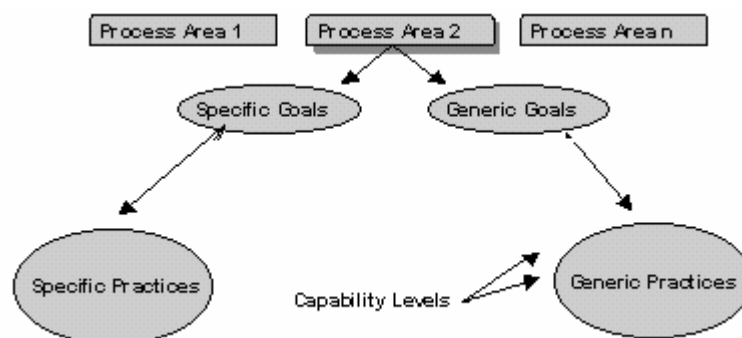 Process Area 1
Process Area 2
Process Area n
Specific Goals
Generic Goals
Specific Practices
Capability Levels
Generic Practices